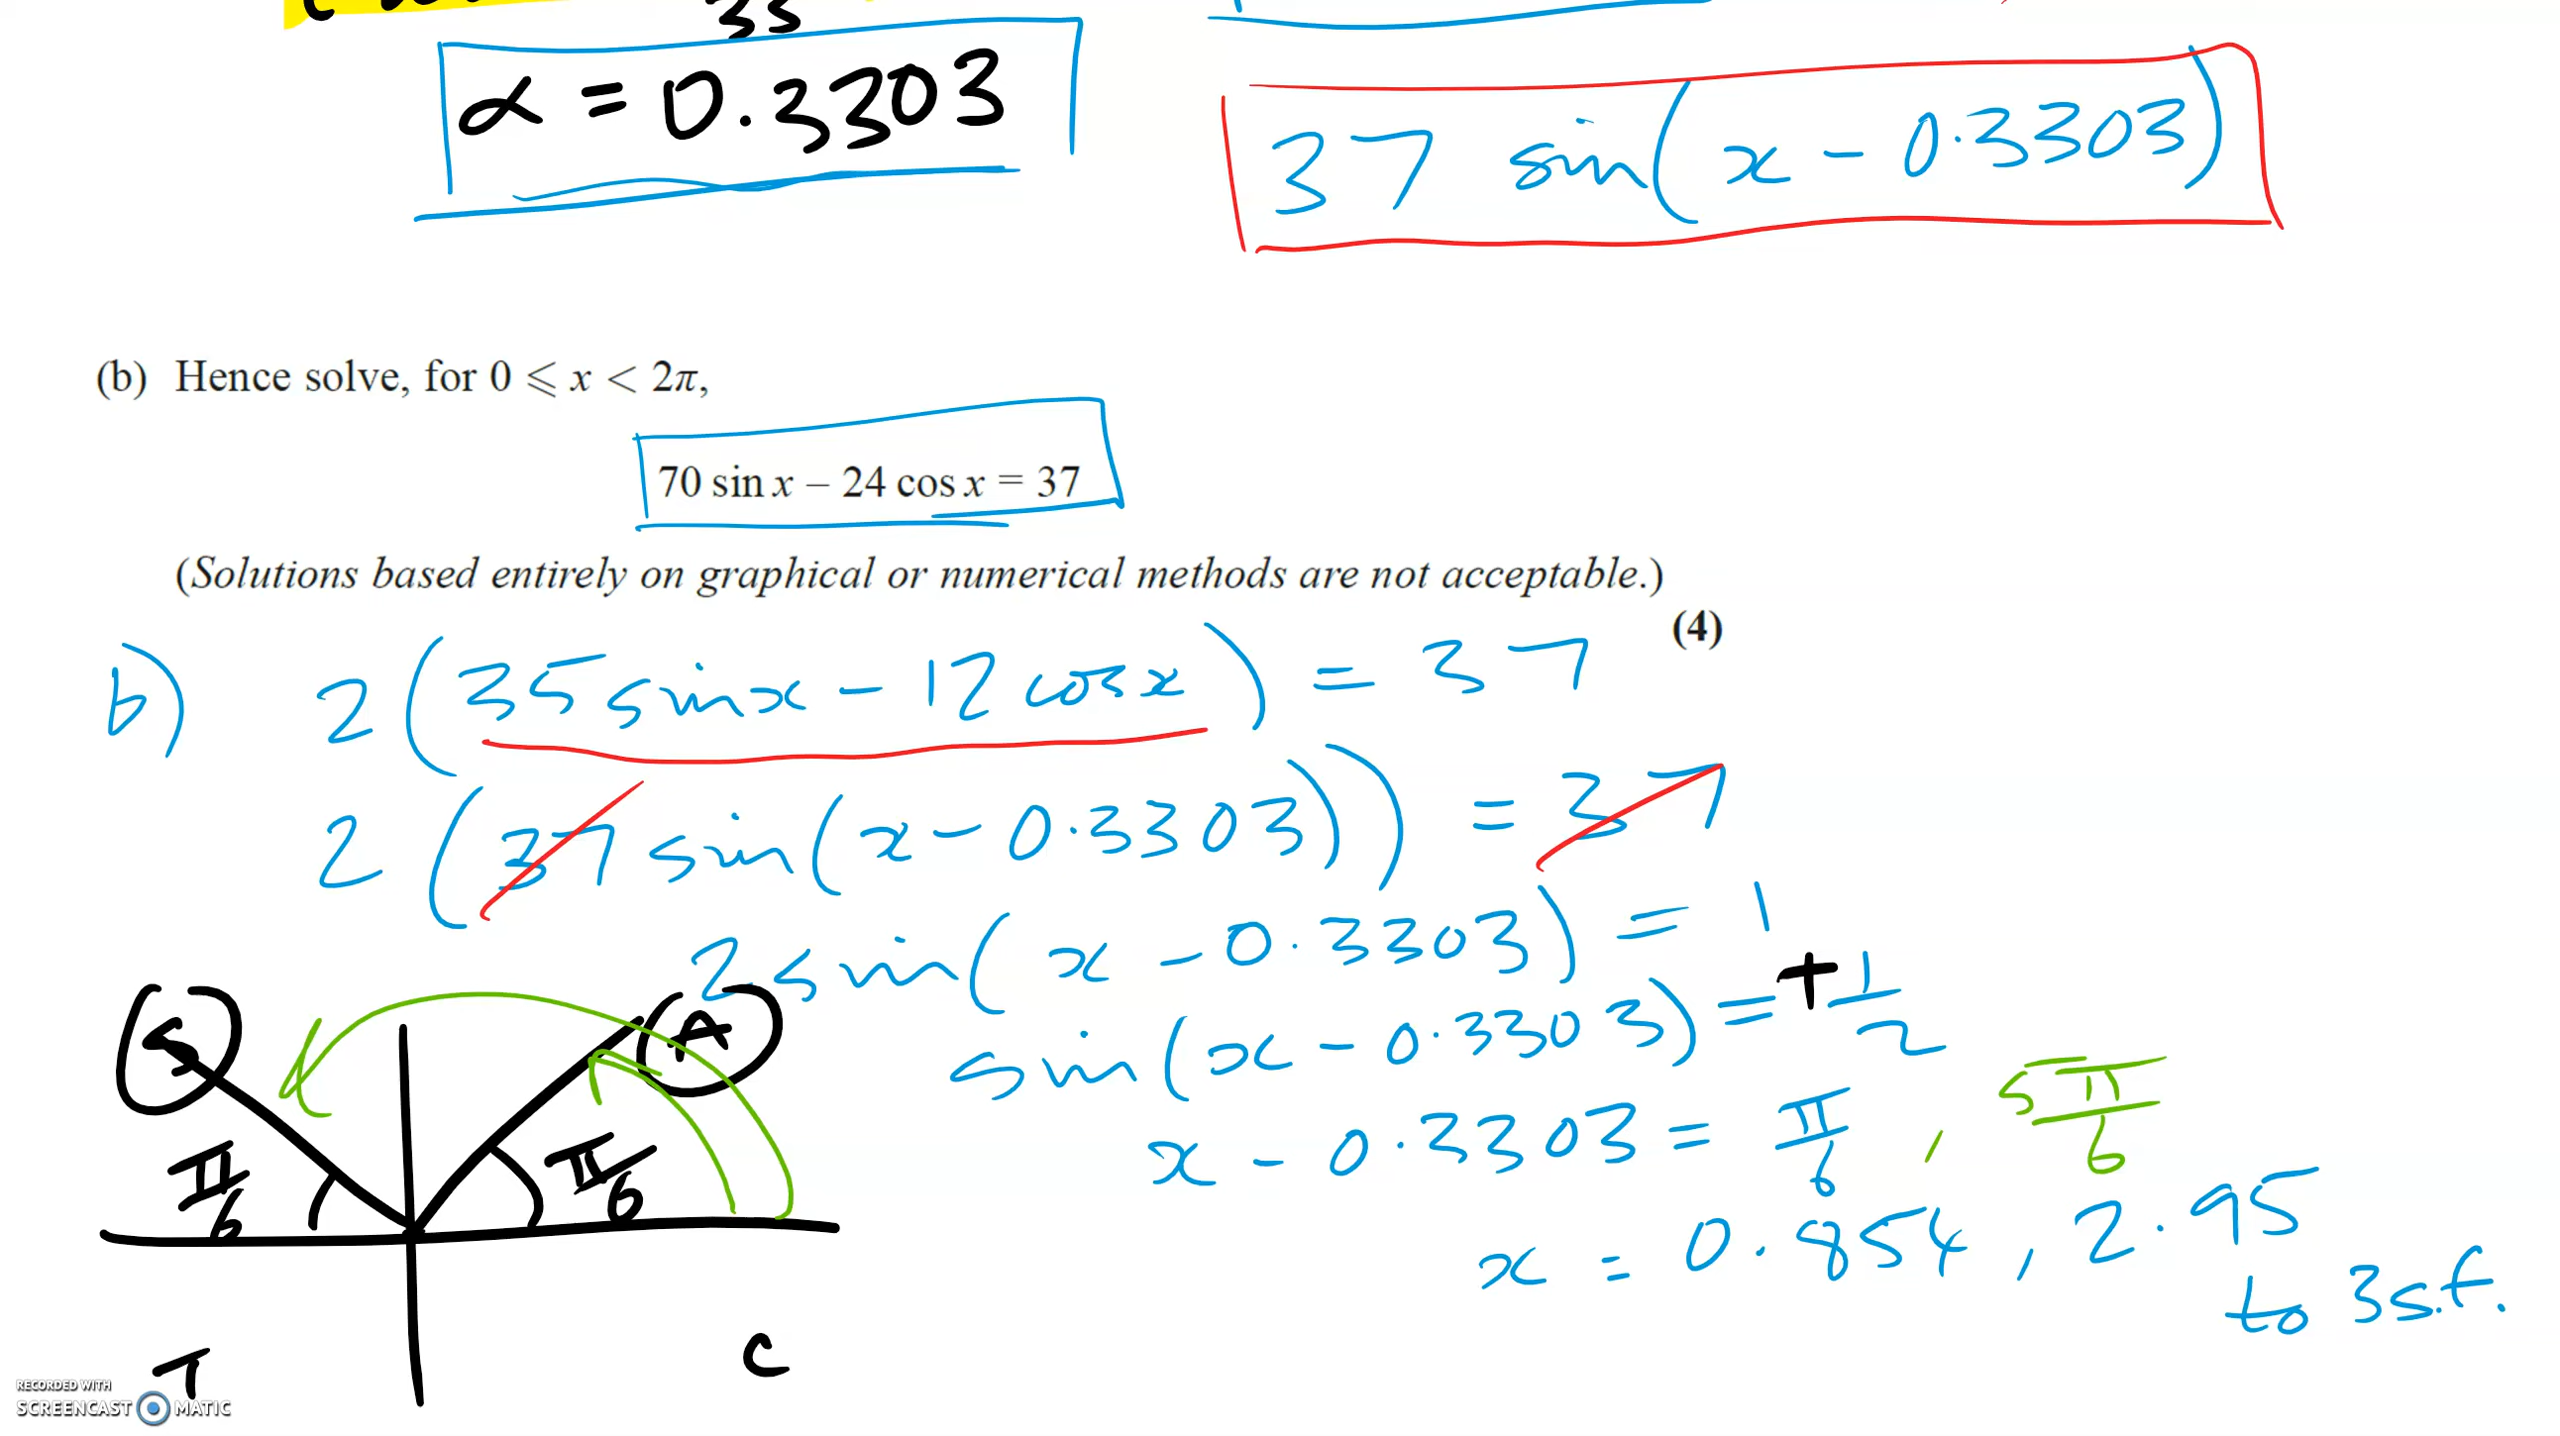 33
α = 0.3303
37 sin(x - 0.3303)
(b) Hence solve, for 0 ⩽ x < 2π,
70 sin x – 24 cos x = 37
(Solutions based entirely on graphical or numerical methods are not acceptable.)
(4)
b) 2(35 sin x - 12 cos x) = 37
2(37 sin(x - 0.3303)) = 37
2 sin(x - 0.3303) = 1
sin(x - 0.3303) = + 1/2
x - 0.3303 = π/6 , 5π/6
x = 0.854 , 2.95
to 3 s.f.
S A
π/6 π/6
T C
RECORDED WITH
SCREENCAST MATIC